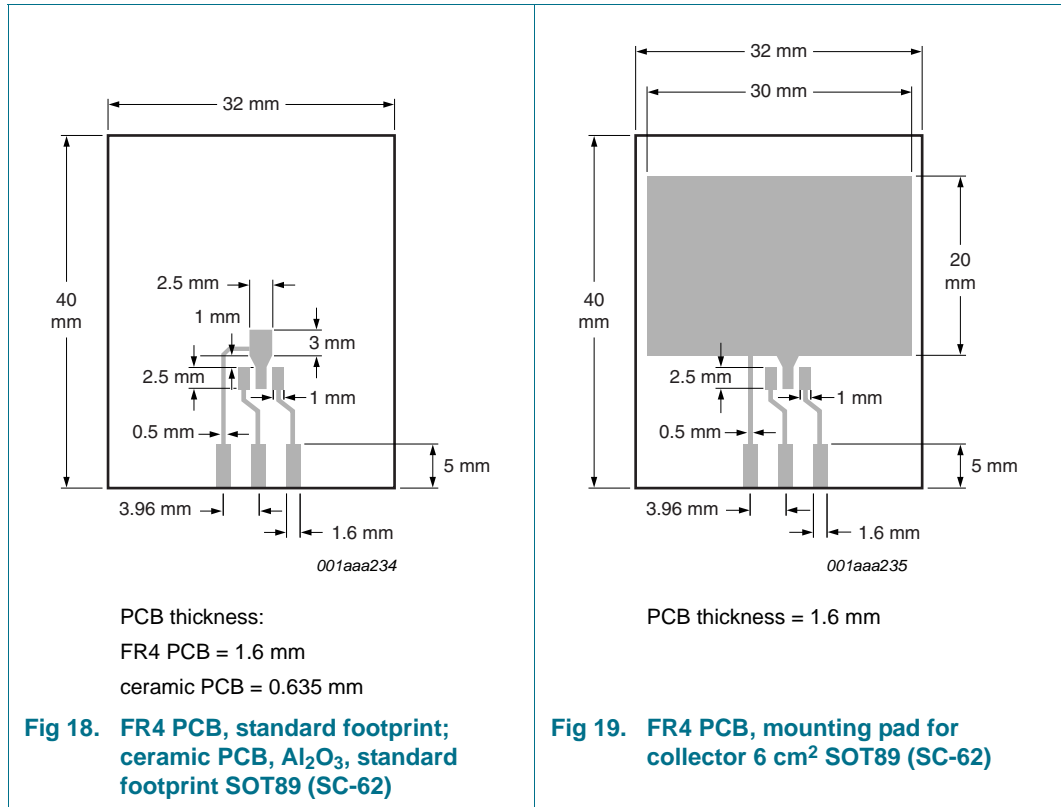 32 mm
40
mm
2.5 mm
1 mm
3 mm
2.5 mm
1 mm
0.5 mm
5 mm
3.96 mm
1.6 mm
001aaa234
PCB thickness:
FR4 PCB = 1.6 mm
ceramic PCB = 0.635 mm
Fig 18. FR4 PCB, standard footprint;
ceramic PCB, Al₂O₃, standard
footprint SOT89 (SC-62)
32 mm
30 mm
40
mm
20
mm
2.5 mm
1 mm
0.5 mm
5 mm
3.96 mm
1.6 mm
001aaa235
PCB thickness = 1.6 mm
Fig 19. FR4 PCB, mounting pad for
collector 6 cm² SOT89 (SC-62)